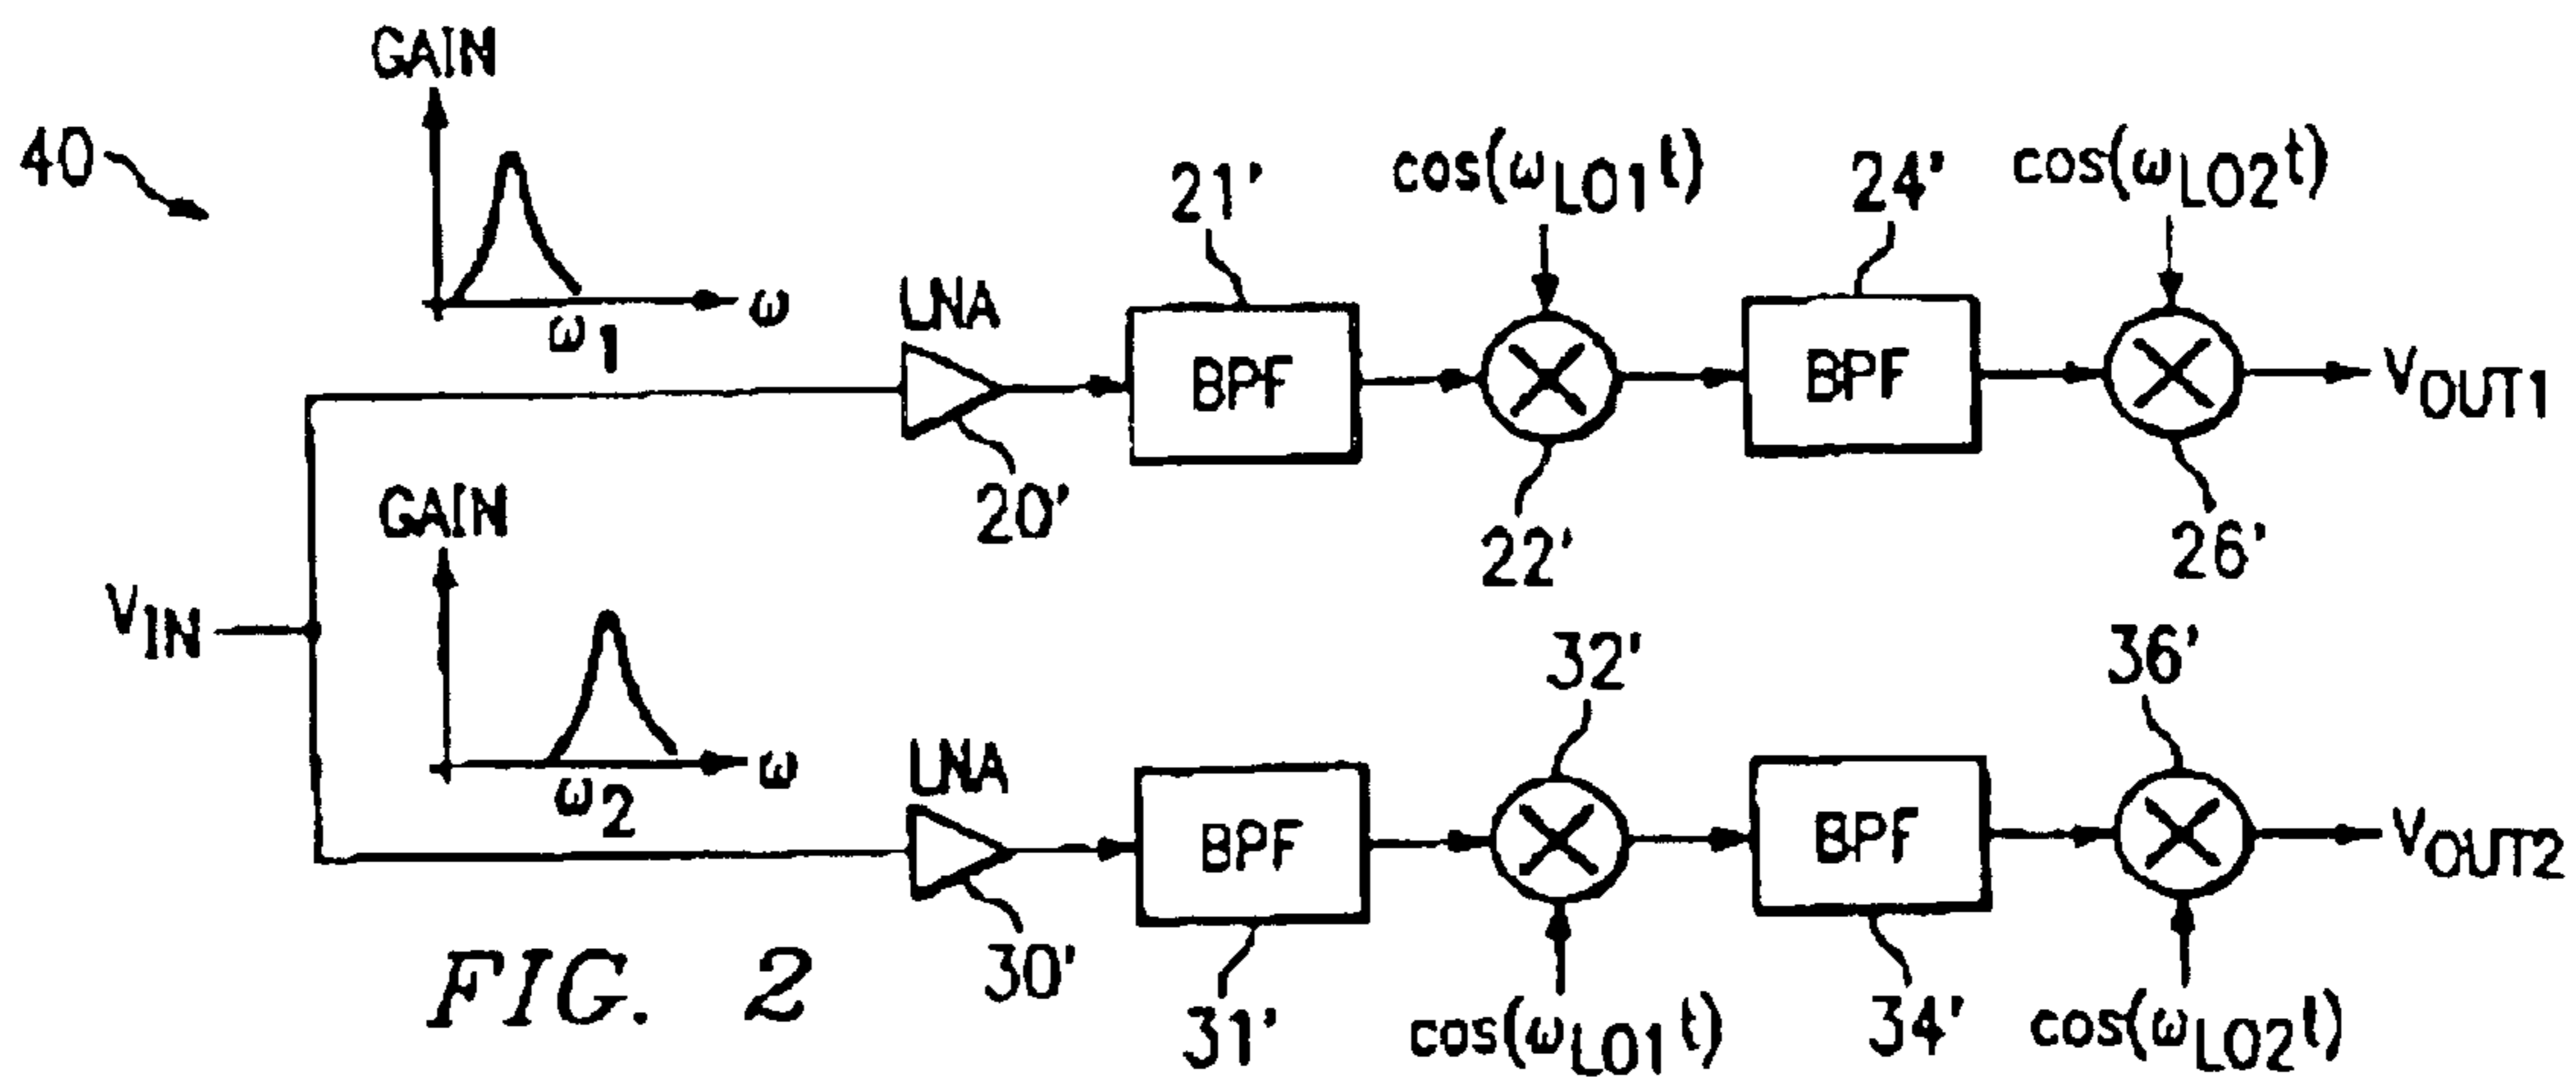 GAIN
40
ω
ω1
LNA
20'
21'
BPF
cos(ωLO1t)
22'
24'
BPF
cos(ωLO2t)
26'
VOUT1
VIN
GAIN
ω
ω2
LNA
30'
BPF
31'
32'
cos(ωLO1t)
BPF
34'
36'
cos(ωLO2t)
VOUT2
FIG. 2